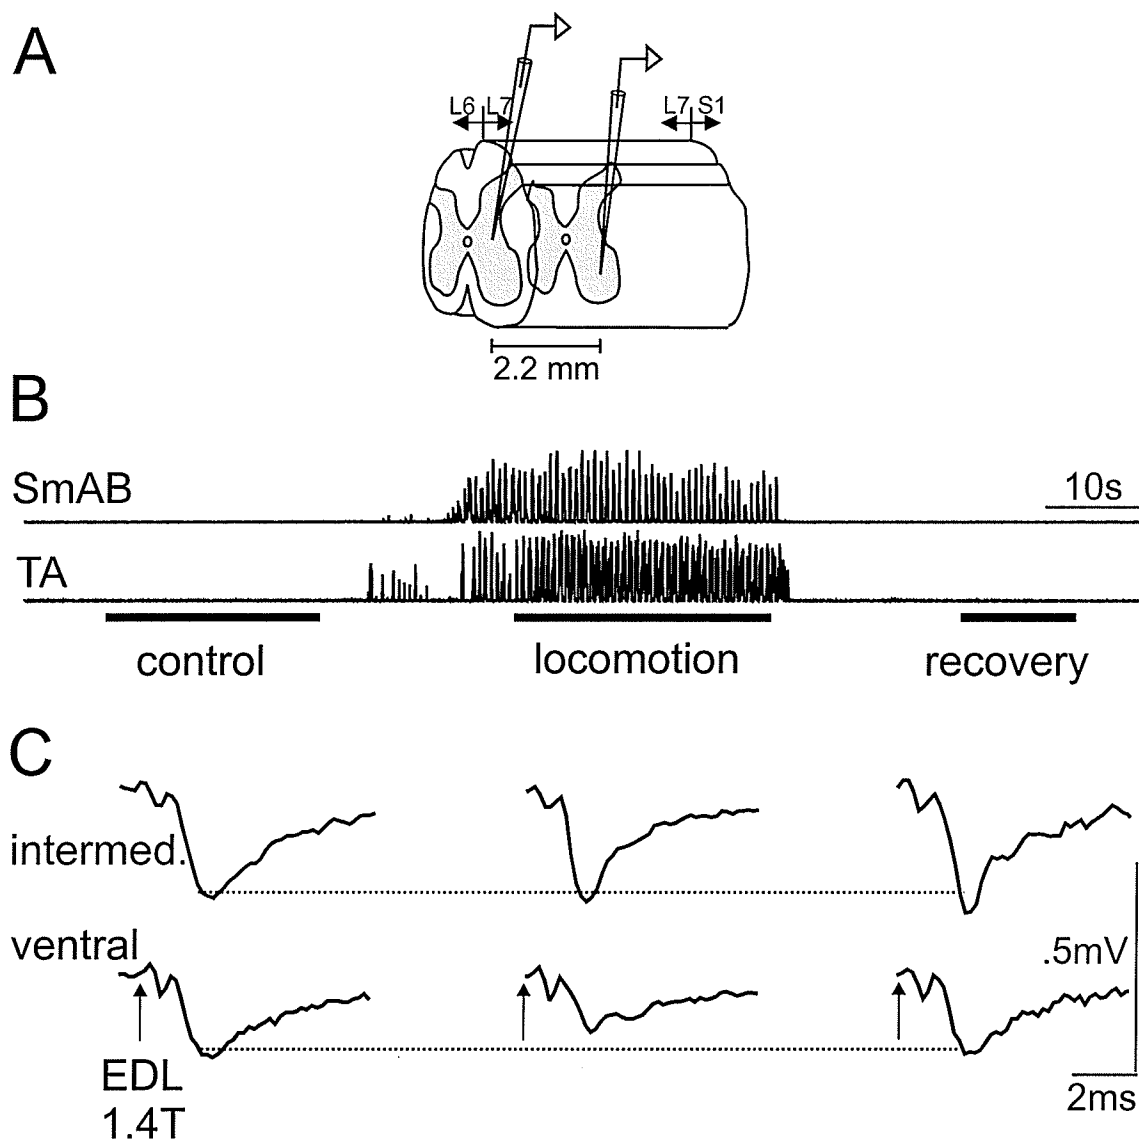 A
L6 L7
L7 S1
2.2 mm
B
SmAB
10s
TA
control
locomotion
recovery
C
intermed.
ventral
.5mV
EDL
1.4T
2ms